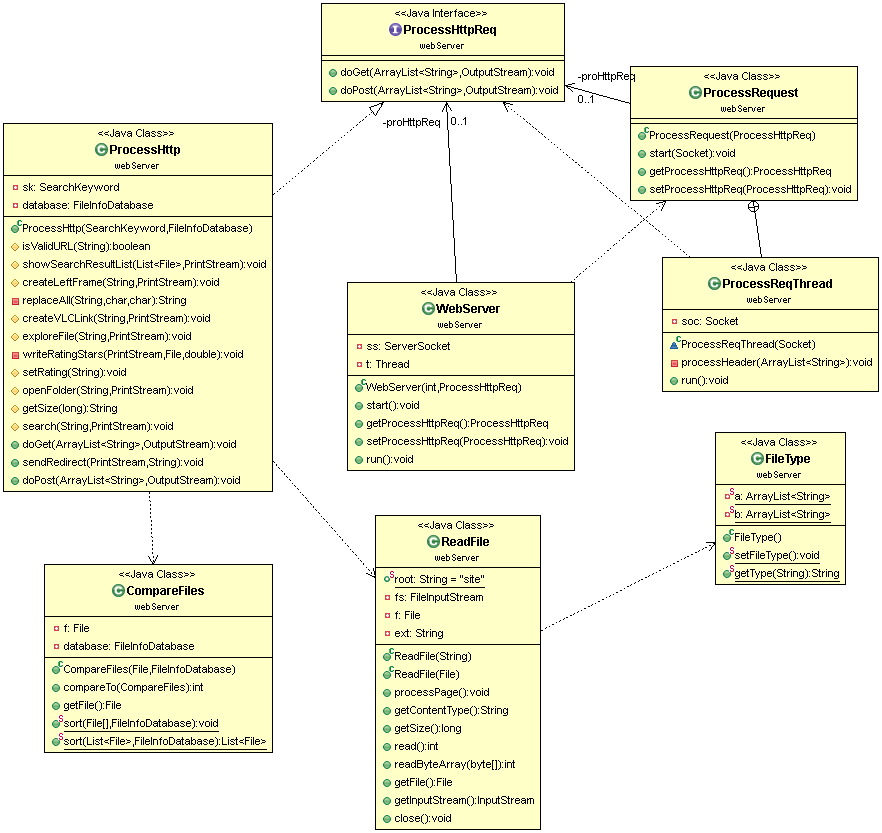 <<Java Interface>>
I ProcessHttpReq
webServer
doGet(ArrayList<String>,OutputStream):void
doPost(ArrayList<String>,OutputStream):void
-proHttpReq
0..1
<<Java Class>>
C ProcessRequest
webServer
C ProcessRequest(ProcessHttpReq)
start(Socket):void
getProcessHttpReq():ProcessHttpReq
setProcessHttpReq(ProcessHttpReq):void
-proHttpReq
0..1
<<Java Class>>
C ProcessHttp
webServer
sk: SearchKeyword
database: FileInfoDatabase
C ProcessHttp(SearchKeyword,FileInfoDatabase)
isValidURL(String):boolean
showSearchResultList(List<File>,PrintStream):void
createLeftFrame(String,PrintStream):void
replaceAll(String,char,char):String
createVLCLink(String,PrintStream):void
exploreFile(String,PrintStream):void
writeRatingStars(PrintStream,File,double):void
setRating(String):void
openFolder(String,PrintStream):void
getSize(long):String
search(String,PrintStream):void
doGet(ArrayList<String>,OutputStream):void
sendRedirect(PrintStream,String):void
doPost(ArrayList<String>,OutputStream):void
<<Java Class>>
C WebServer
webServer
ss: ServerSocket
t: Thread
C WebServer(int,ProcessHttpReq)
start():void
getProcessHttpReq():ProcessHttpReq
setProcessHttpReq(ProcessHttpReq):void
run():void
<<Java Class>>
C ProcessReqThread
webServer
soc: Socket
C ProcessReqThread(Socket)
processHeader(ArrayList<String>):void
run():void
<<Java Class>>
C FileType
webServer
S a: ArrayList<String>
S b: ArrayList<String>
C FileType()
S setFileType():void
S getType(String):String
<<Java Class>>
C ReadFile
webServer
S root: String = "site"
fs: FileInputStream
f: File
ext: String
C ReadFile(String)
C ReadFile(File)
processPage():void
getContentType():String
getSize():long
read():int
readByteArray(byte[]):int
getFile():File
getInputStream():InputStream
close():void
<<Java Class>>
C CompareFiles
webServer
f: File
database: FileInfoDatabase
C CompareFiles(File,FileInfoDatabase)
compareTo(CompareFiles):int
getFile():File
S sort(File[],FileInfoDatabase):void
S sort(List<File>,FileInfoDatabase):List<File>